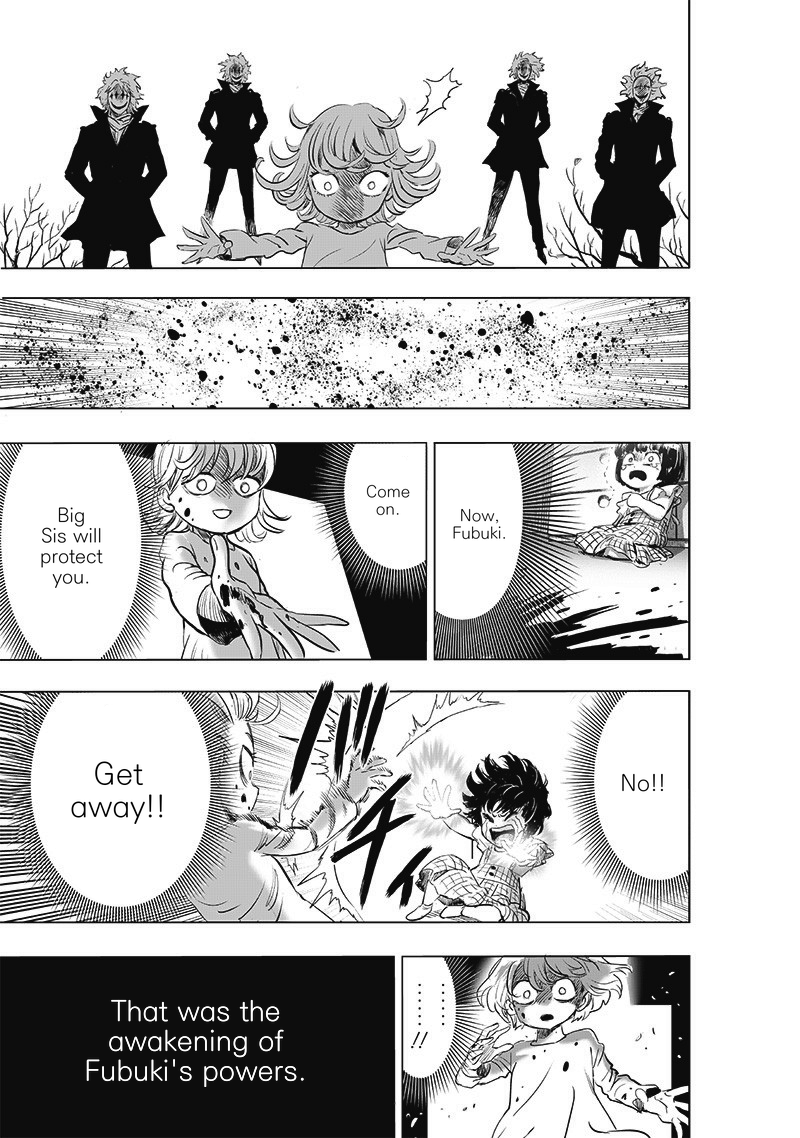 Now,
Fubuki.
Come
on.
Big
Sis will
protect
you.
No!!
Get
away!!
......
......
!!
That was the
awakening of
Fubuki's powers.